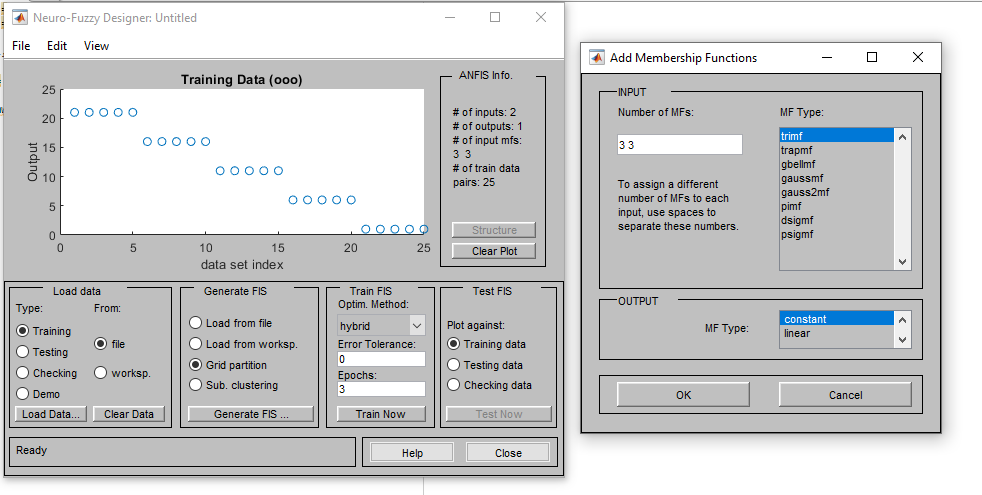 Neuro-Fuzzy Designer: Untitled
File Edit View
Training Data (ooo)
25
20
15
10
5
0
Output
0 5 10 15 20 25
data set index
ANFIS Info.
# of inputs: 2
# of outputs: 1
# of input mfs:
3 3
# of train data
pairs: 25
Structure
Clear Plot
Load data
Type:
From:
Training
Testing
Checking
Demo
file
worksp.
Load Data...
Clear Data
Generate FIS
Load from file
Load from worksp.
Grid partition
Sub. clustering
Generate FIS ...
Train FIS
Optim. Method:
hybrid
Error Tolerance:
0
Epochs:
3
Train Now
Test FIS
Plot against:
Training data
Testing data
Checking data
Test Now
Ready
Help
Close
Add Membership Functions
INPUT
Number of MFs:
3 3
To assign a different
number of MFs to each
input, use spaces to
separate these numbers.
MF Type:
trimf
trapmf
gbellmf
gaussmf
gauss2mf
pimf
dsigmf
psigmf
OUTPUT
MF Type:
constant
linear
OK
Cancel